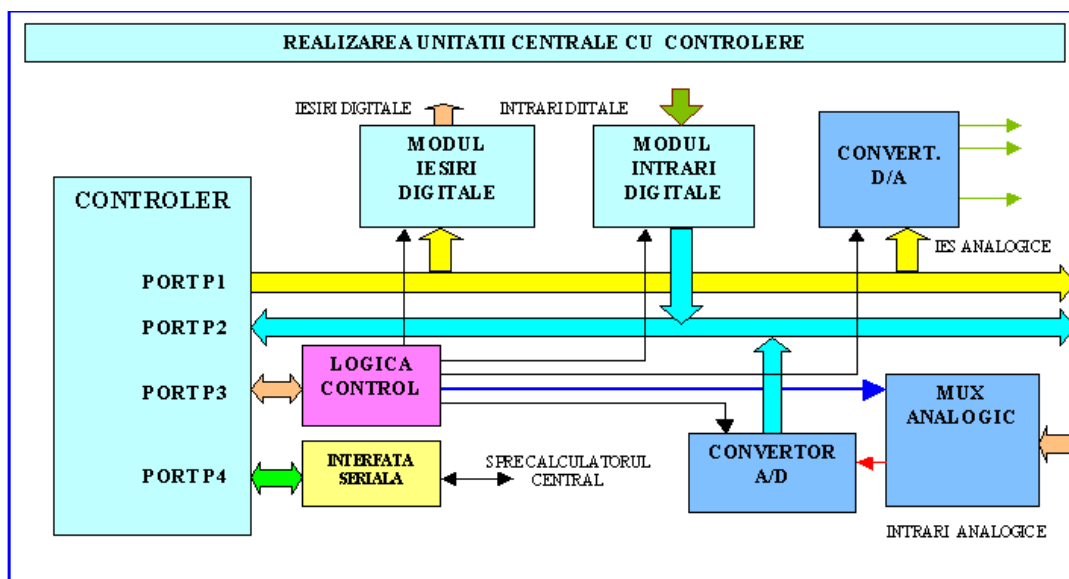 REALIZAREA UNITATII CENTRALE CU CONTROLERE
IESIRI DIGITALE
INTRARI DIITALE
MODUL
IESIRI
DIGITALE
MODUL
INTRARI
DIGITALE
CONVERT.
D/A
CONTROLER
IES ANALOGICE
PORT P1
PORT P2
LOGICA
CONTROL
PORT P3
MUX
ANALOGIC
PORT P4
INTERFATA
SERIALA
SPRE CALCULATORUL
CENTRAL
CONVERTOR
A/D
INTRARI ANALOGICE